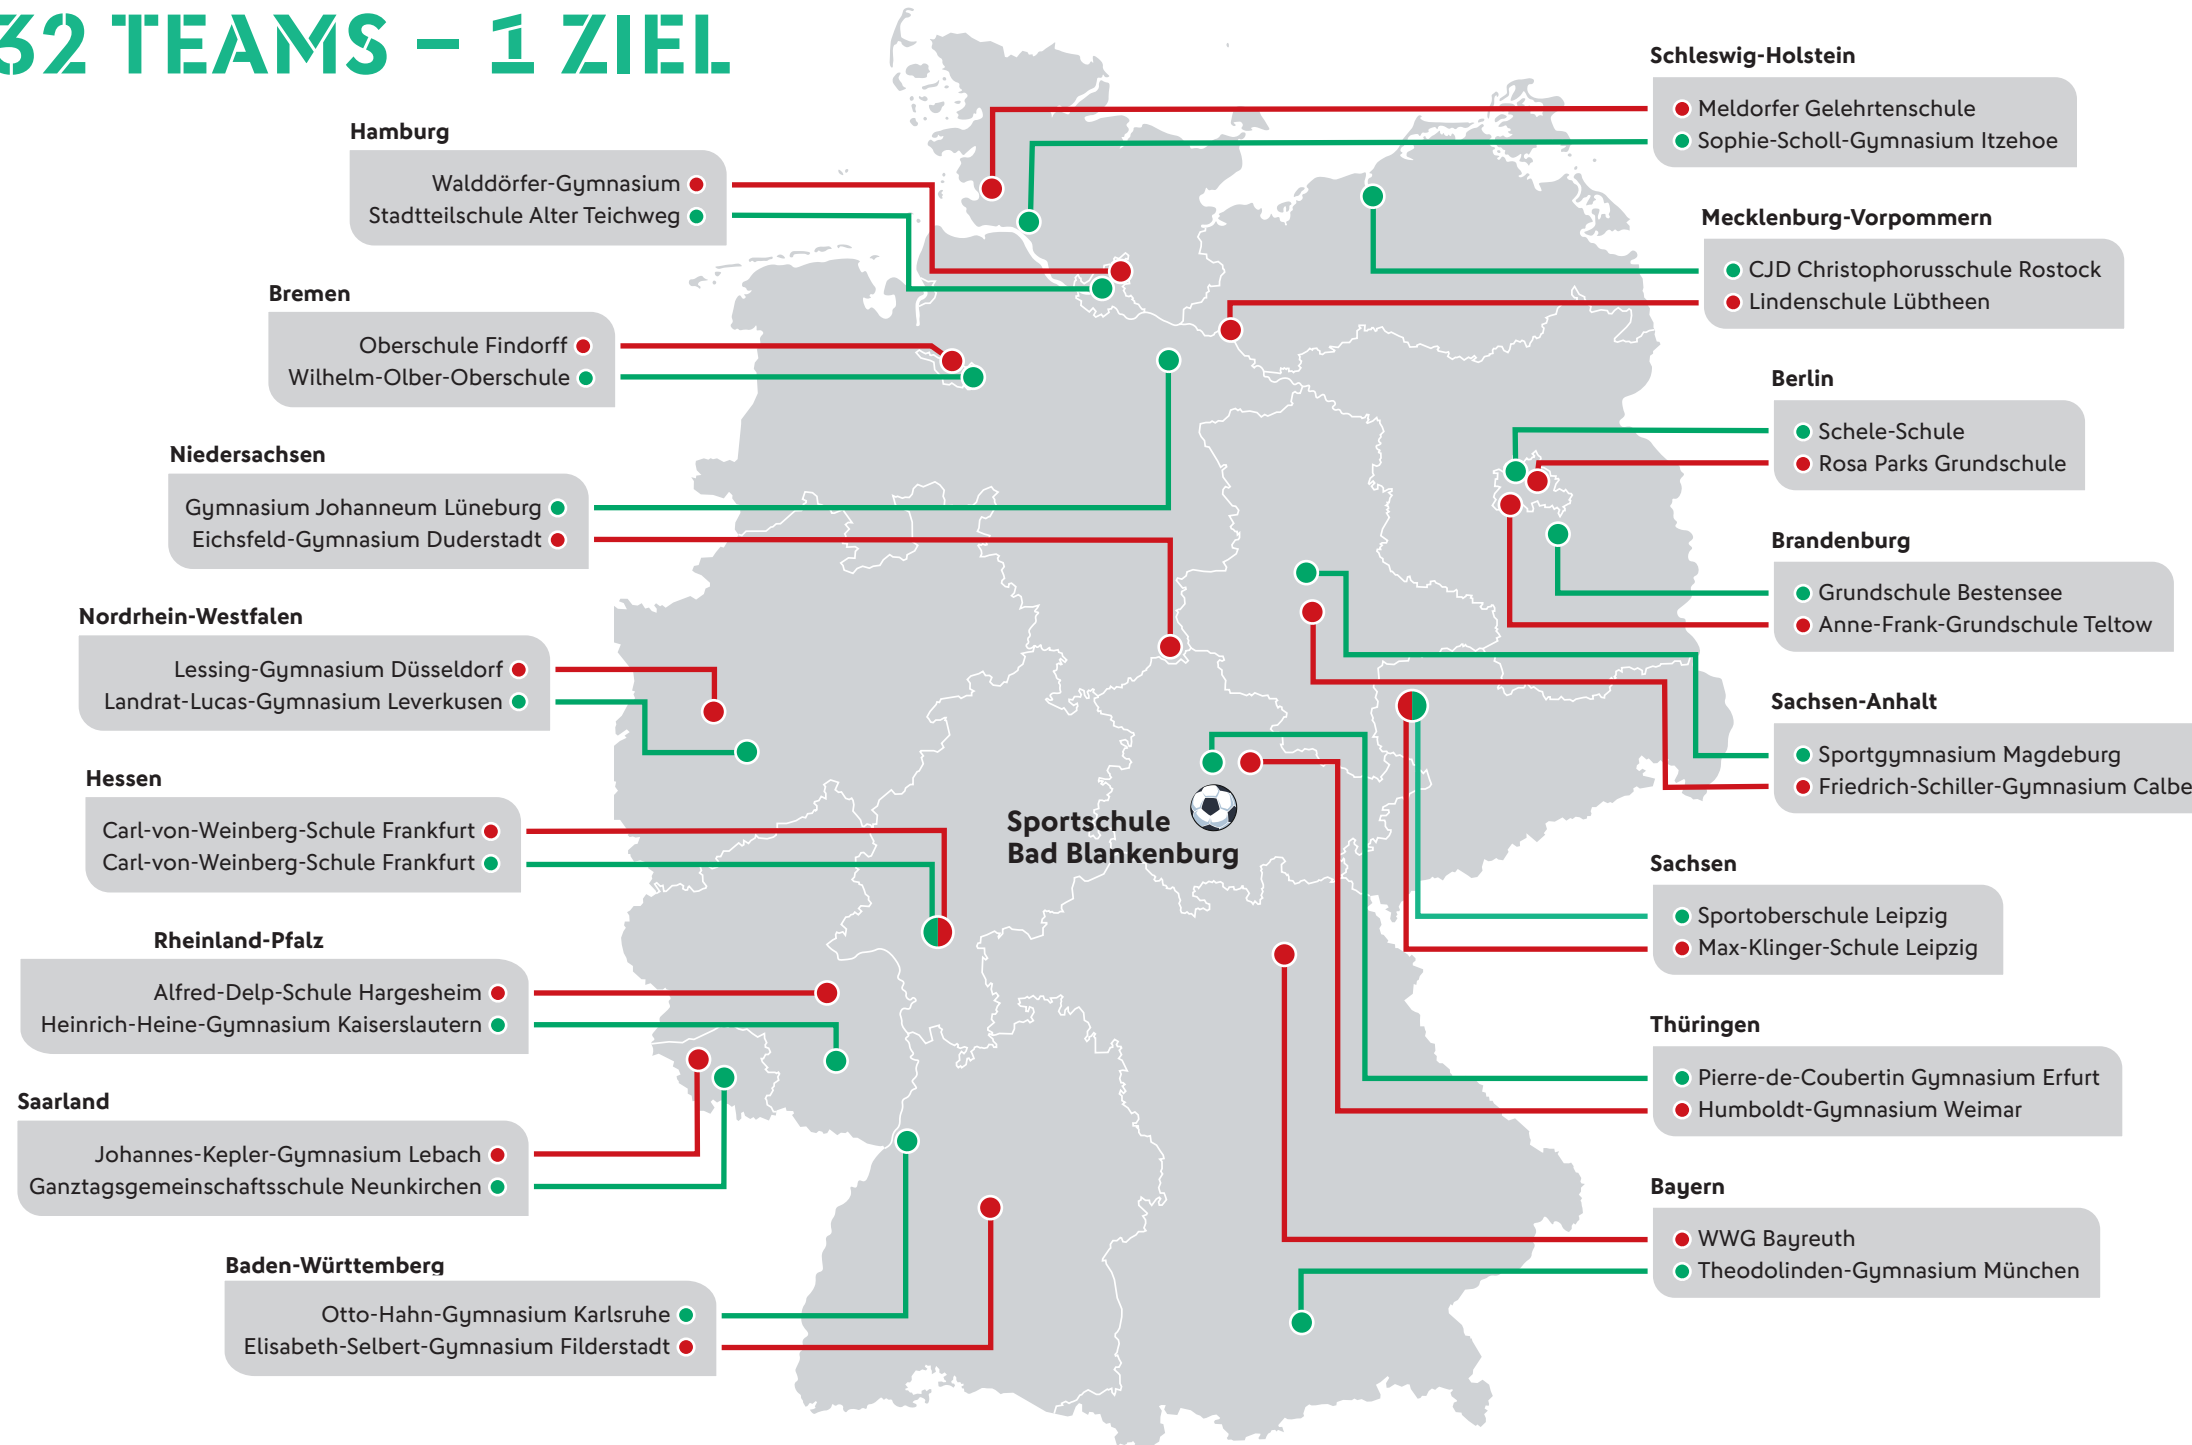 32 TEAMS – 1 ZIEL
Hamburg
Walddörfer-Gymnasium
Stadtteilschule Alter Teichweg
Bremen
Oberschule Findorff
Wilhelm-Olber-Oberschule
Niedersachsen
Gymnasium Johanneum Lüneburg
Eichsfeld-Gymnasium Duderstadt
Nordrhein-Westfalen
Lessing-Gymnasium Düsseldorf
Landrat-Lucas-Gymnasium Leverkusen
Hessen
Carl-von-Weinberg-Schule Frankfurt
Carl-von-Weinberg-Schule Frankfurt
Rheinland-Pfalz
Alfred-Delp-Schule Hargesheim
Heinrich-Heine-Gymnasium Kaiserslautern
Saarland
Johannes-Kepler-Gymnasium Lebach
Ganztagsgemeinschaftsschule Neunkirchen
Baden-Württemberg
Otto-Hahn-Gymnasium Karlsruhe
Elisabeth-Selbert-Gymnasium Filderstadt
Sportschule
Bad Blankenburg
Schleswig-Holstein
Meldorfer Gelehrtenschule
Sophie-Scholl-Gymnasium Itzehoe
Mecklenburg-Vorpommern
CJD Christophorusschule Rostock
Lindenschule Lübtheen
Berlin
Schele-Schule
Rosa Parks Grundschule
Brandenburg
Grundschule Bestensee
Anne-Frank-Grundschule Teltow
Sachsen-Anhalt
Sportgymnasium Magdeburg
Friedrich-Schiller-Gymnasium Calbe
Sachsen
Sportoberschule Leipzig
Max-Klinger-Schule Leipzig
Thüringen
Pierre-de-Coubertin Gymnasium Erfurt
Humboldt-Gymnasium Weimar
Bayern
WWG Bayreuth
Theodolinden-Gymnasium München